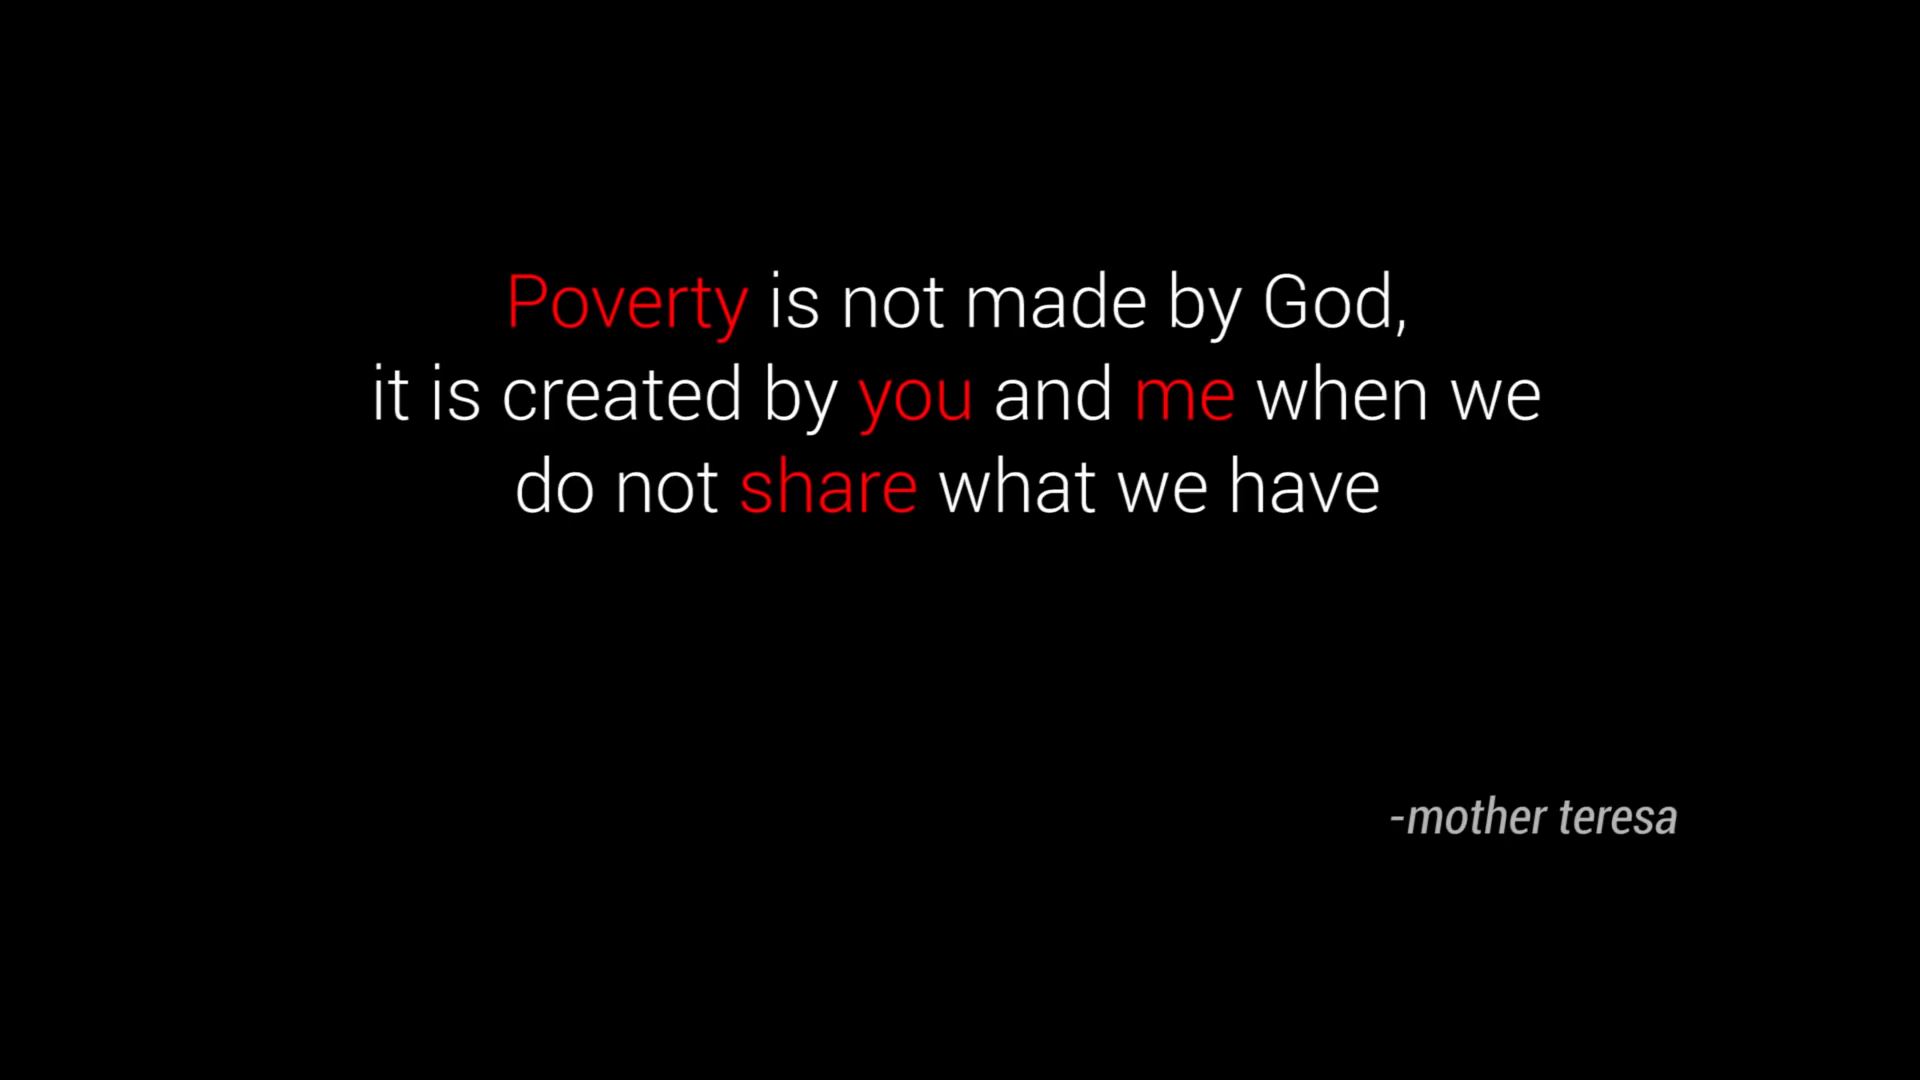 Poverty is not made by God,
it is created by you and me when we
do not share what we have
-mother teresa